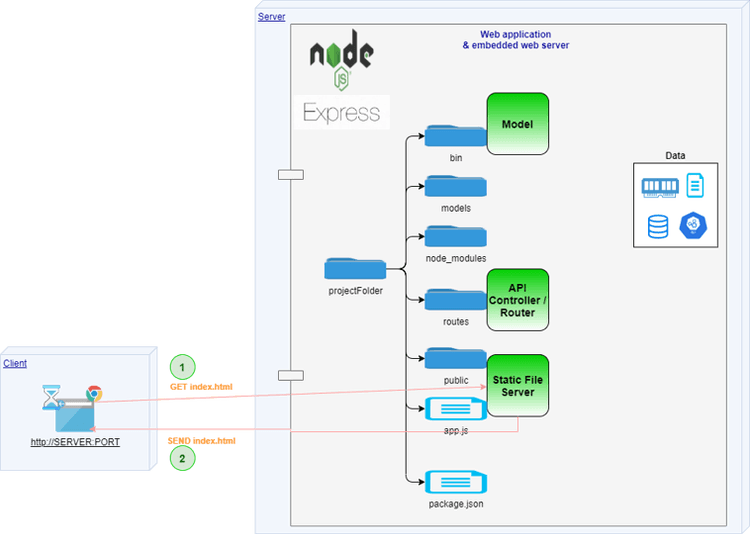 Server
Web application
& embedded web server
node
JS
Express
Model
bin
Data
models
node_modules
projectFolder
API
Controller /
Router
routes
Client
1
GET index.html
public
Static File
Server
app.js
http://SERVER:PORT
SEND index.html
2
package.json